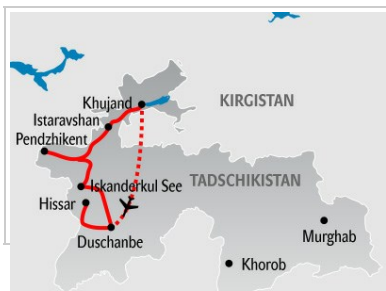 Khujand
KIRGISTAN
Istaravshan
Pendzhikent
TADSCHIKISTAN
Iskanderkul See
Hissar
Duschanbe
Murghab
Khorob